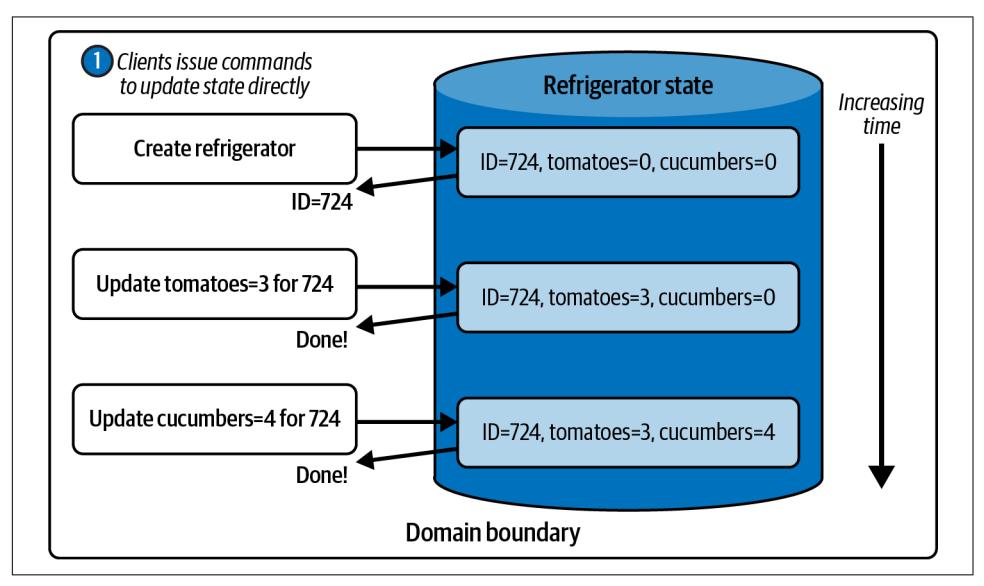 1 Clients issue commands
to update state directly
Refrigerator state
Increasing
time
Create refrigerator
ID=724, tomatoes=0, cucumbers=0
ID=724
Update tomatoes=3 for 724
ID=724, tomatoes=3, cucumbers=0
Done!
Update cucumbers=4 for 724
ID=724, tomatoes=3, cucumbers=4
Done!
Domain boundary